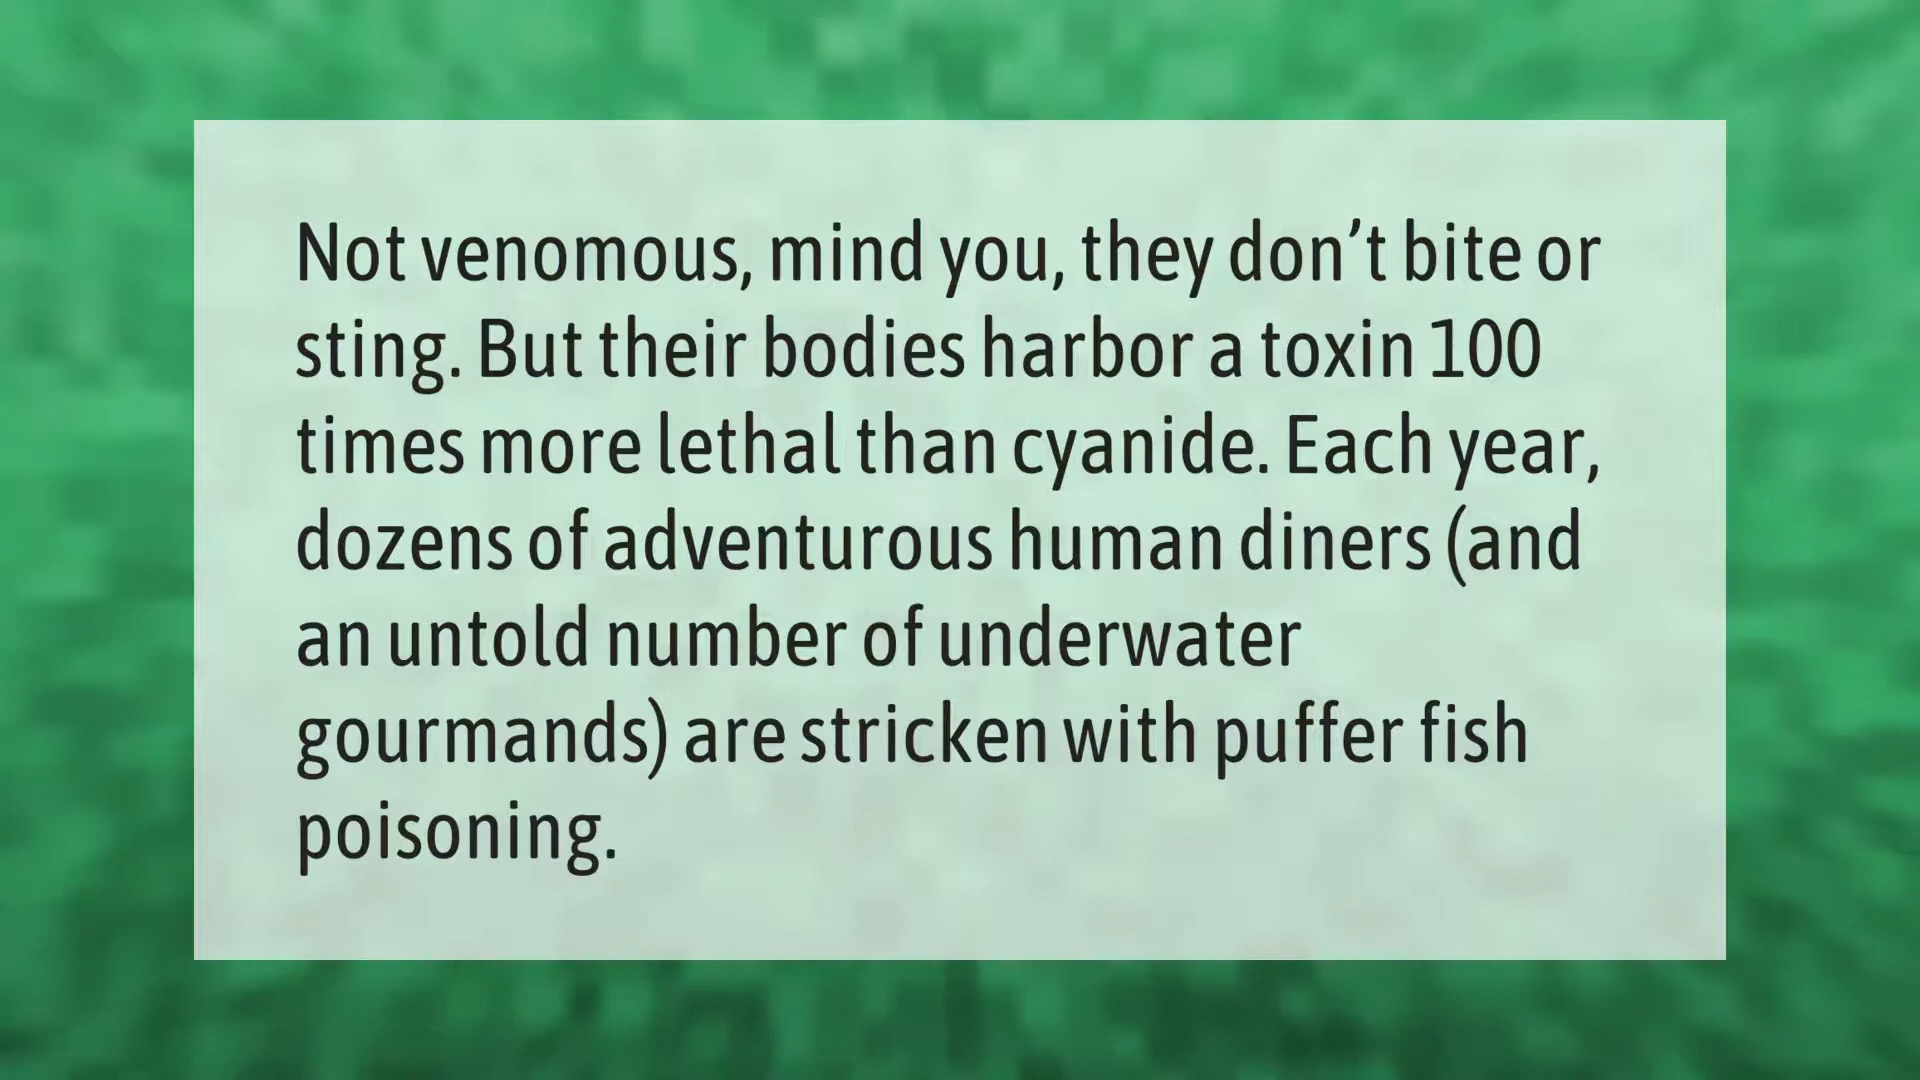 Not venomous, mind you, they don’t bite or
sting. But their bodies harbor a toxin 100
times more lethal than cyanide. Each year,
dozens of adventurous human diners (and
an untold number of underwater
gourmands) are stricken with puffer fish
poisoning.